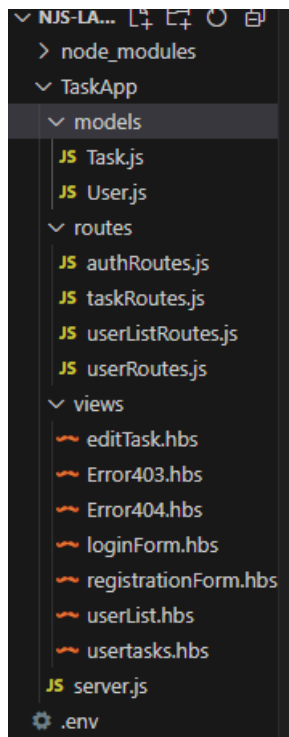 NJS-LA...
node_modules
TaskApp
models
JS Task.js
JS User.js
routes
JS authRoutes.js
JS taskRoutes.js
JS userListRoutes.js
JS userRoutes.js
views
editTask.hbs
Error403.hbs
Error404.hbs
loginForm.hbs
registrationForm.hbs
userList.hbs
usertasks.hbs
JS server.js
.env